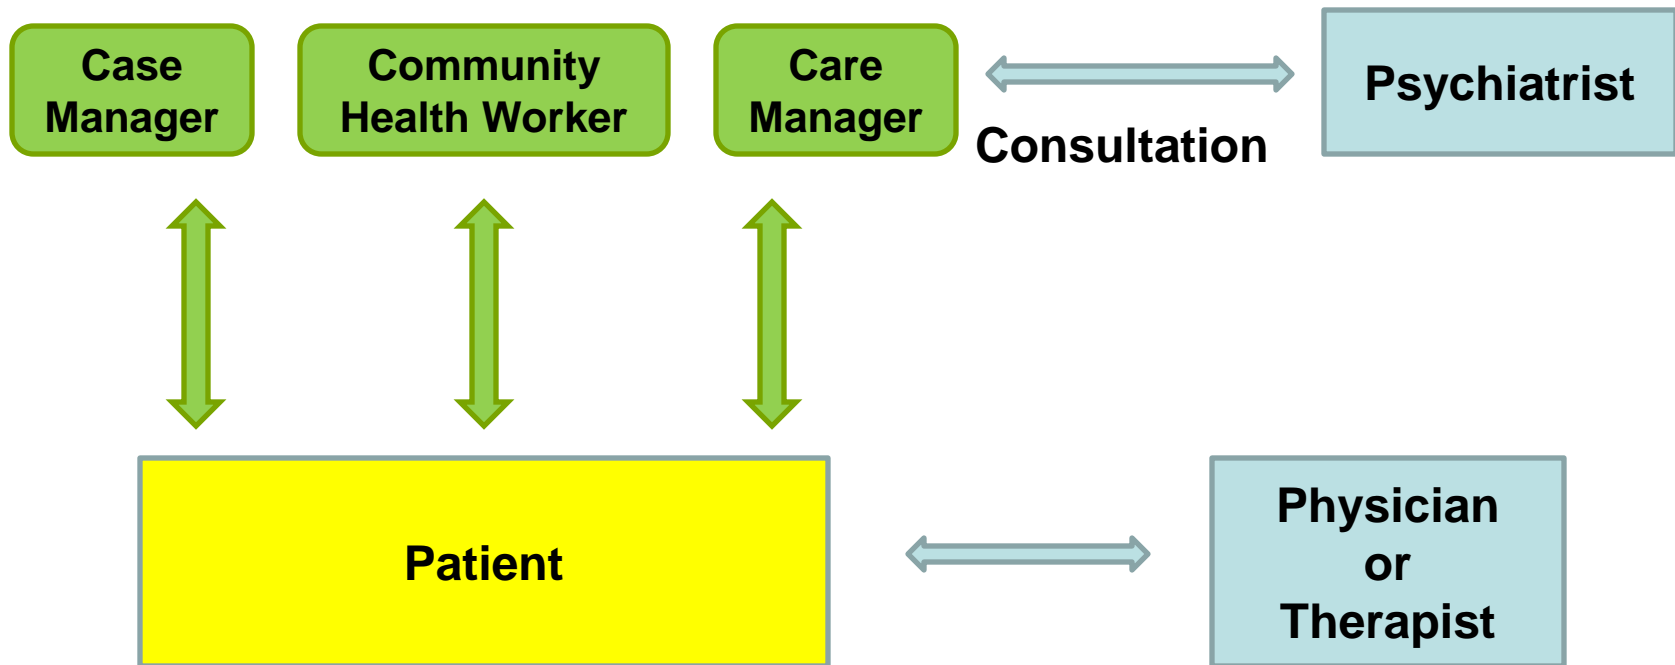 Case
Manager
Community
Health Worker
Care
Manager
Consultation
Psychiatrist
Patient
Physician
or
Therapist